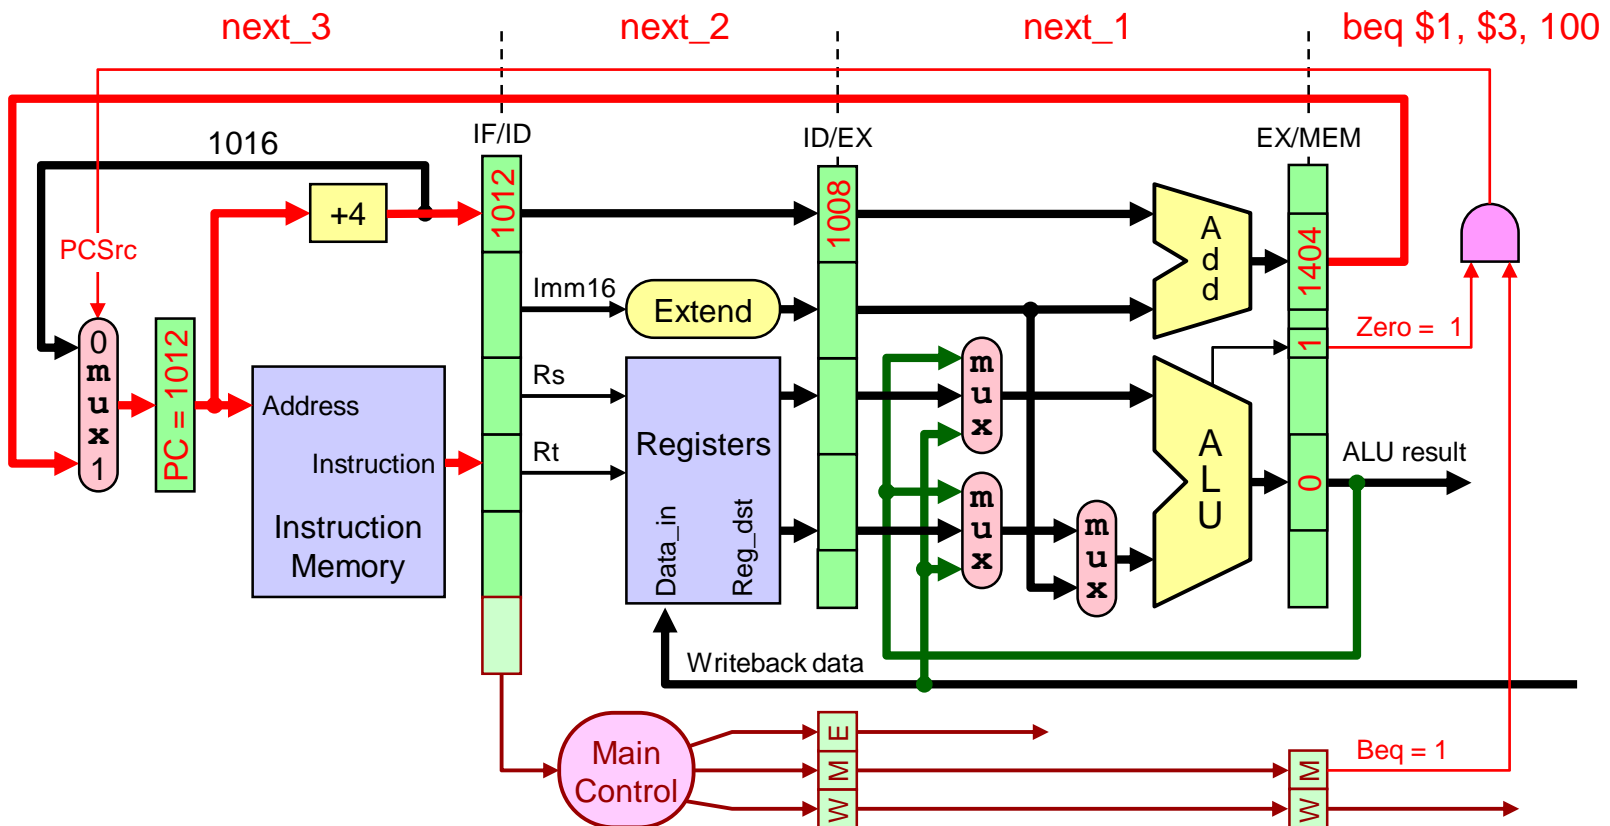 next_3
next_2
next_1
beq $1, $3, 100
IF/ID
ID/EX
EX/MEM
1016
1012
1008
1404
+4
PCSrc
Imm16
Extend
Add
Zero = 1
1
0
mux
1
PC = 1012
Address
Instruction
Instruction
Memory
Rs
Rt
Registers
Data_in
Reg_dst
mux
mux
mux
ALU
0
ALU result
Writeback data
Main
Control
E
M
W
M
W
Beq = 1